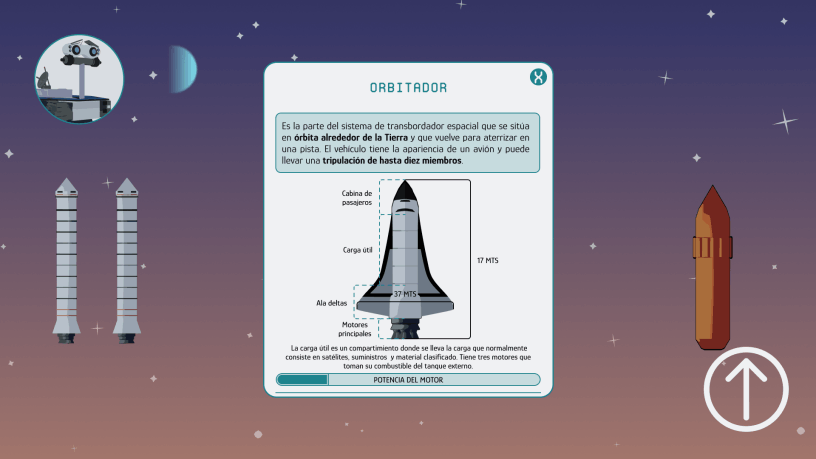 ORBITADOR
Es la parte del sistema de transbordador espacial que se sitúa
en órbita alrededor de la Tierra y que vuelve para aterrizar en
una pista. El vehículo tiene la apariencia de un avión y puede
llevar una tripulación de hasta diez miembros.
Cabina de
pasajeros
Carga útil
17 MTS
37 MTS
Ala deltas
Motores
principales
La carga útil es un compartimiento donde se lleva la carga que normalmente
consiste en satélites, suministros y material clasificado. Tiene tres motores que
toman su combustible del tanque externo.
POTENCIA DEL MOTOR